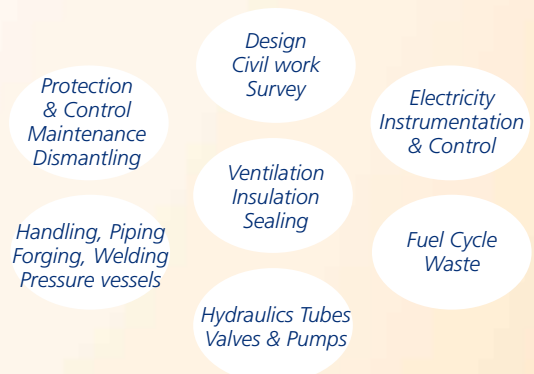 Design
Civil work
Survey
Protection
& Control
Maintenance
Dismantling
Electricity
Instrumentation
& Control
Ventilation
Insulation
Sealing
Handling, Piping
Forging, Welding
Pressure vessels
Fuel Cycle
Waste
Hydraulics Tubes
Valves & Pumps